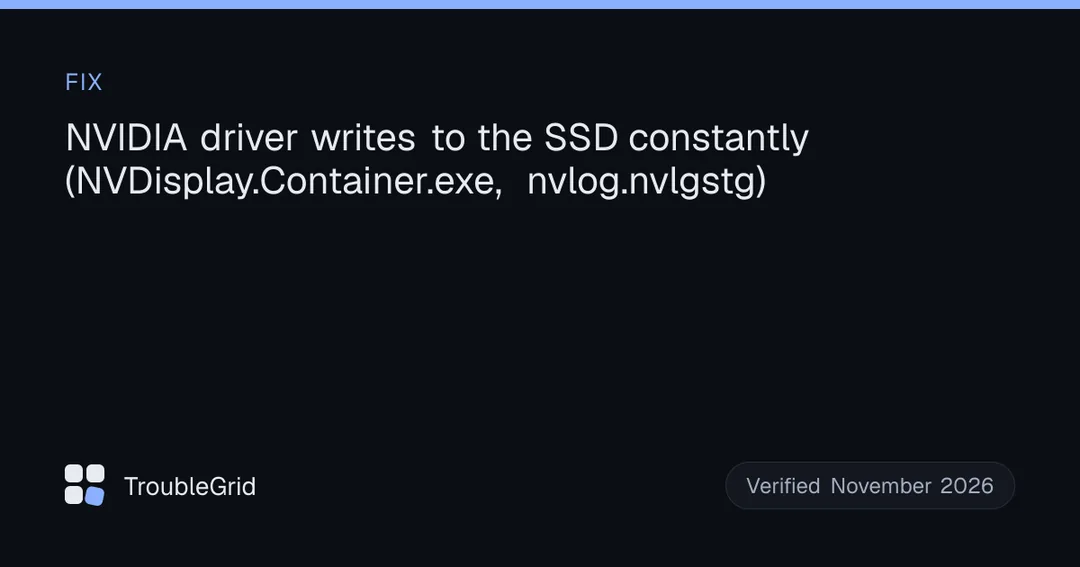 FIX
NVIDIA driver writes to the SSD constantly
(NVDisplay.Container.exe, nvlog.nvlgstg)
TroubleGrid
Verified November 2026